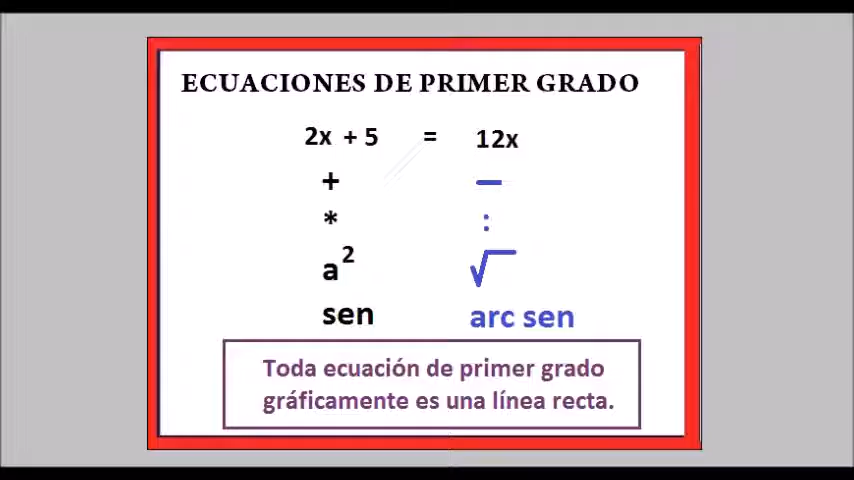 ECUACIONES DE PRIMER GRADO
2x + 5 = 12x
+ −
* :
a² √
sen arc sen
Toda ecuación de primer grado
gráficamente es una línea recta.